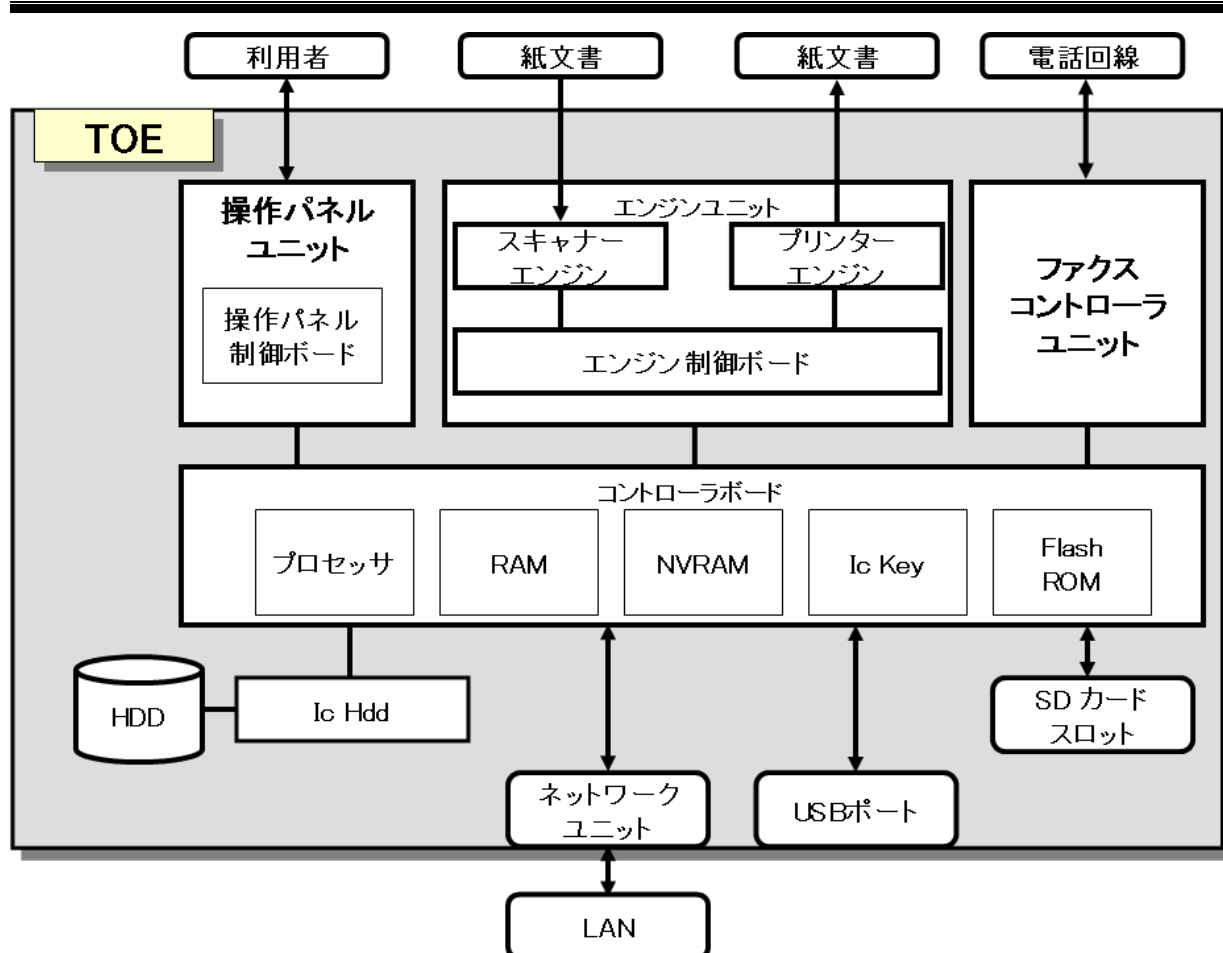 利用者
紙文書
紙文書
電話回線
TOE
操作パネル
ユニット
操作パネル
制御ボード
エンジンユニット
スキャナー
エンジン
プリンター
エンジン
エンジン制御ボード
ファクス
コントローラ
ユニット
コントローラボード
プロセッサ
RAM
NVRAM
Ic Key
Flash
ROM
HDD
Ic Hdd
SD カード
スロット
ネットワーク
ユニット
USBポート
LAN